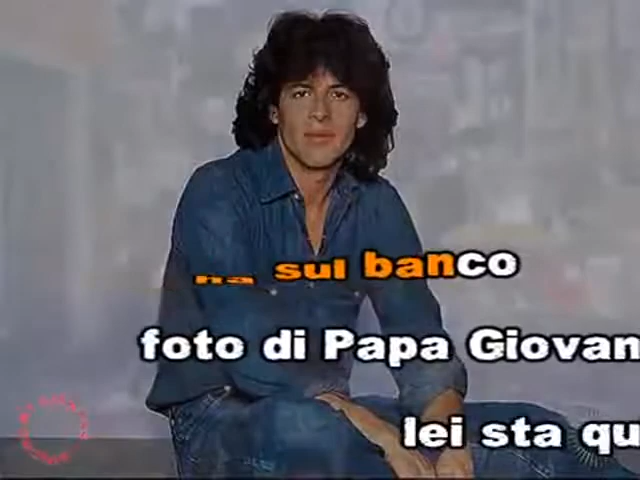 na sul banco
foto di Papa Giovan
lei sta qu